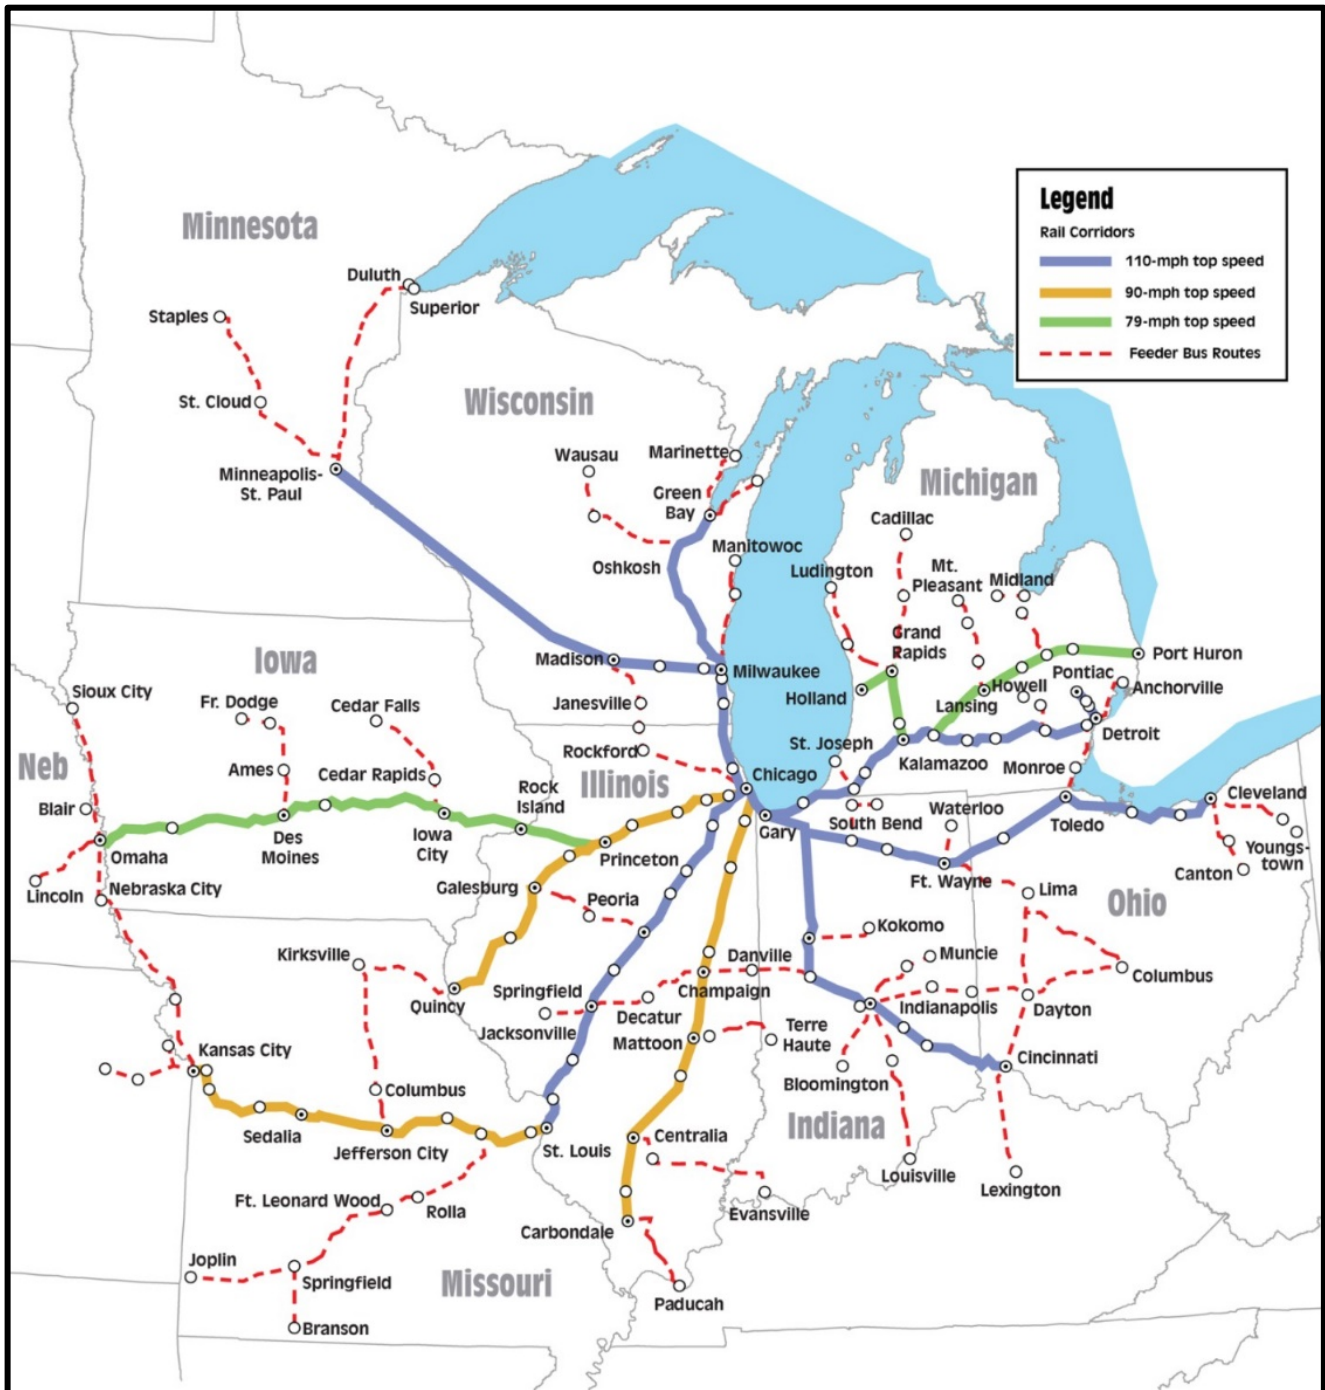 Legend
Rail Corridors
110-mph top speed
90-mph top speed
79-mph top speed
Feeder Bus Routes
Minnesota
Duluth
Superior
Staples
St. Cloud
Minneapolis-
St. Paul
Wisconsin
Wausau
Marinette
Green
Bay
Oshkosh
Manitowoc
Madison
Milwaukee
Janesville
Rockford
Michigan
Cadillac
Ludington
Mt.
Pleasant
Midland
Grand
Rapids
Holland
Lansing
Howell
Pontiac
Port Huron
Anchorville
Detroit
Monroe
Kalamazoo
St. Joseph
Iowa
Sioux City
Fr. Dodge
Cedar Falls
Ames
Cedar Rapids
Rock
Island
Neb
Blair
Omaha
Des
Moines
Iowa
City
Lincoln
Nebraska City
Illinois
Chicago
Gary
Princeton
Galesburg
Peoria
Quincy
Springfield
Jacksonville
Decatur
Champaign
Danville
Mattoon
Centralia
Carbondale
South Bend
Waterloo
Ft. Wayne
Toledo
Cleveland
Youngs-
town
Canton
Lima
Ohio
Columbus
Dayton
Cincinnati
Kokomo
Muncie
Indianapolis
Terre
Haute
Bloomington
Indiana
Louisville
Lexington
Evansville
Paducah
Kirksville
Kansas City
Columbus
Sedalia
Jefferson City
St. Louis
Ft. Leonard Wood
Rolla
Joplin
Springfield
Branson
Missouri